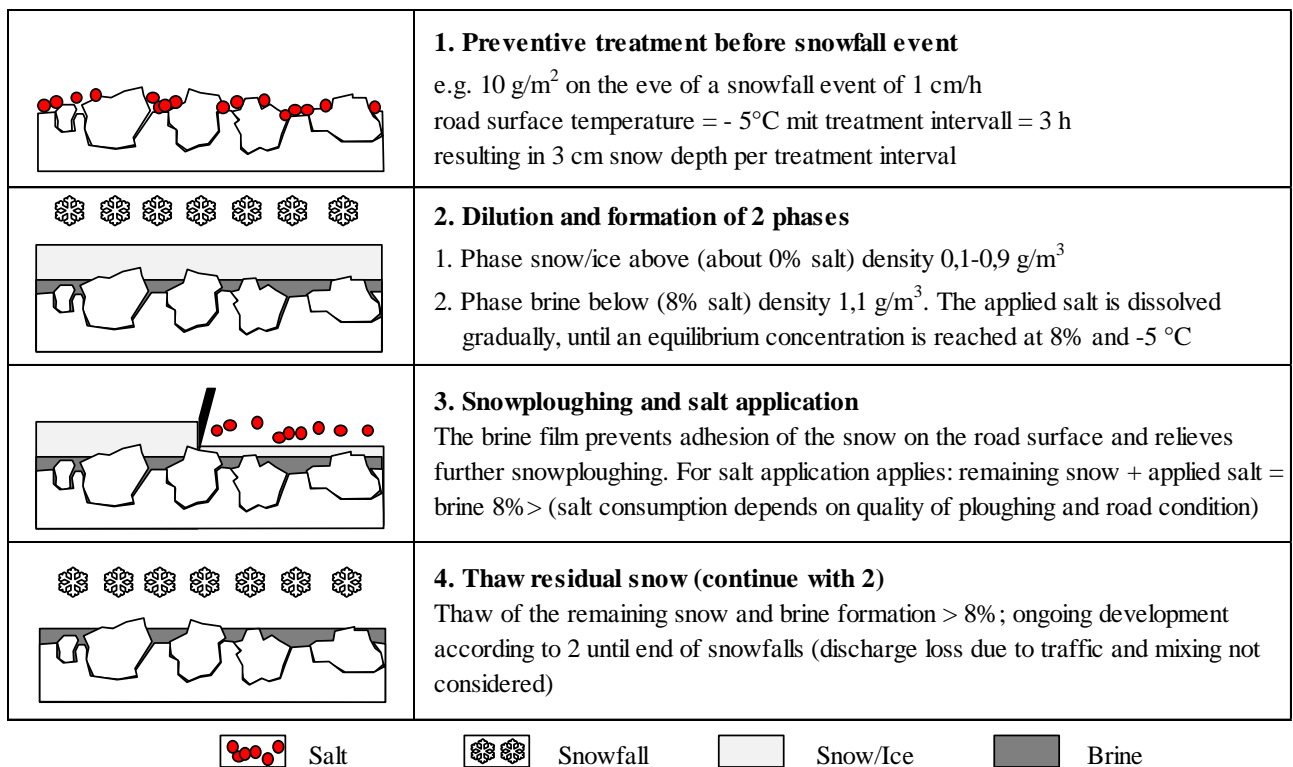 1. Preventive treatment before snowfall event
e.g. 10 g/m² on the eve of a snowfall event of 1 cm/h
road surface temperature = - 5°C mit treatment intervall = 3 h
resulting in 3 cm snow depth per treatment interval
2. Dilution and formation of 2 phases
1. Phase snow/ice above (about 0% salt) density 0,1-0,9 g/m³
2. Phase brine below (8% salt) density 1,1 g/m³. The applied salt is dissolved
gradually, until an equilibrium concentration is reached at 8% and -5 °C
3. Snowploughing and salt application
The brine film prevents adhesion of the snow on the road surface and relieves
further snowploughing. For salt application applies: remaining snow + applied salt =
brine 8% > (salt consumption depends on quality of ploughing and road condition)
4. Thaw residual snow (continue with 2)
Thaw of the remaining snow and brine formation > 8%; ongoing development
according to 2 until end of snowfalls (discharge loss due to traffic and mixing not
considered)
Salt Snowfall Snow/Ice Brine